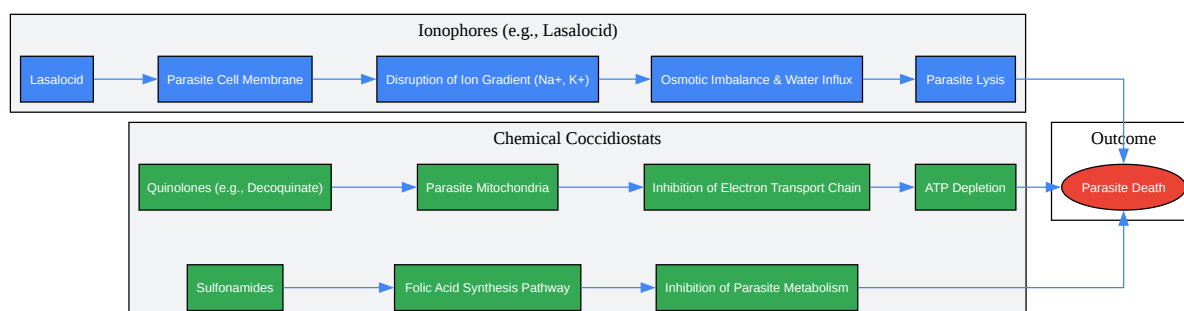 Ionophores (e.g., Lasalocid)
Lasalocid
Parasite Cell Membrane
Disruption of Ion Gradient (Na+, K+)
Osmotic Imbalance & Water Influx
Parasite Lysis
Chemical Coccidiostats
Outcome
Quinolones (e.g., Decoquinate)
Parasite Mitochondria
Inhibition of Electron Transport Chain
ATP Depletion
Parasite Death
Sulfonamides
Folic Acid Synthesis Pathway
Inhibition of Parasite Metabolism